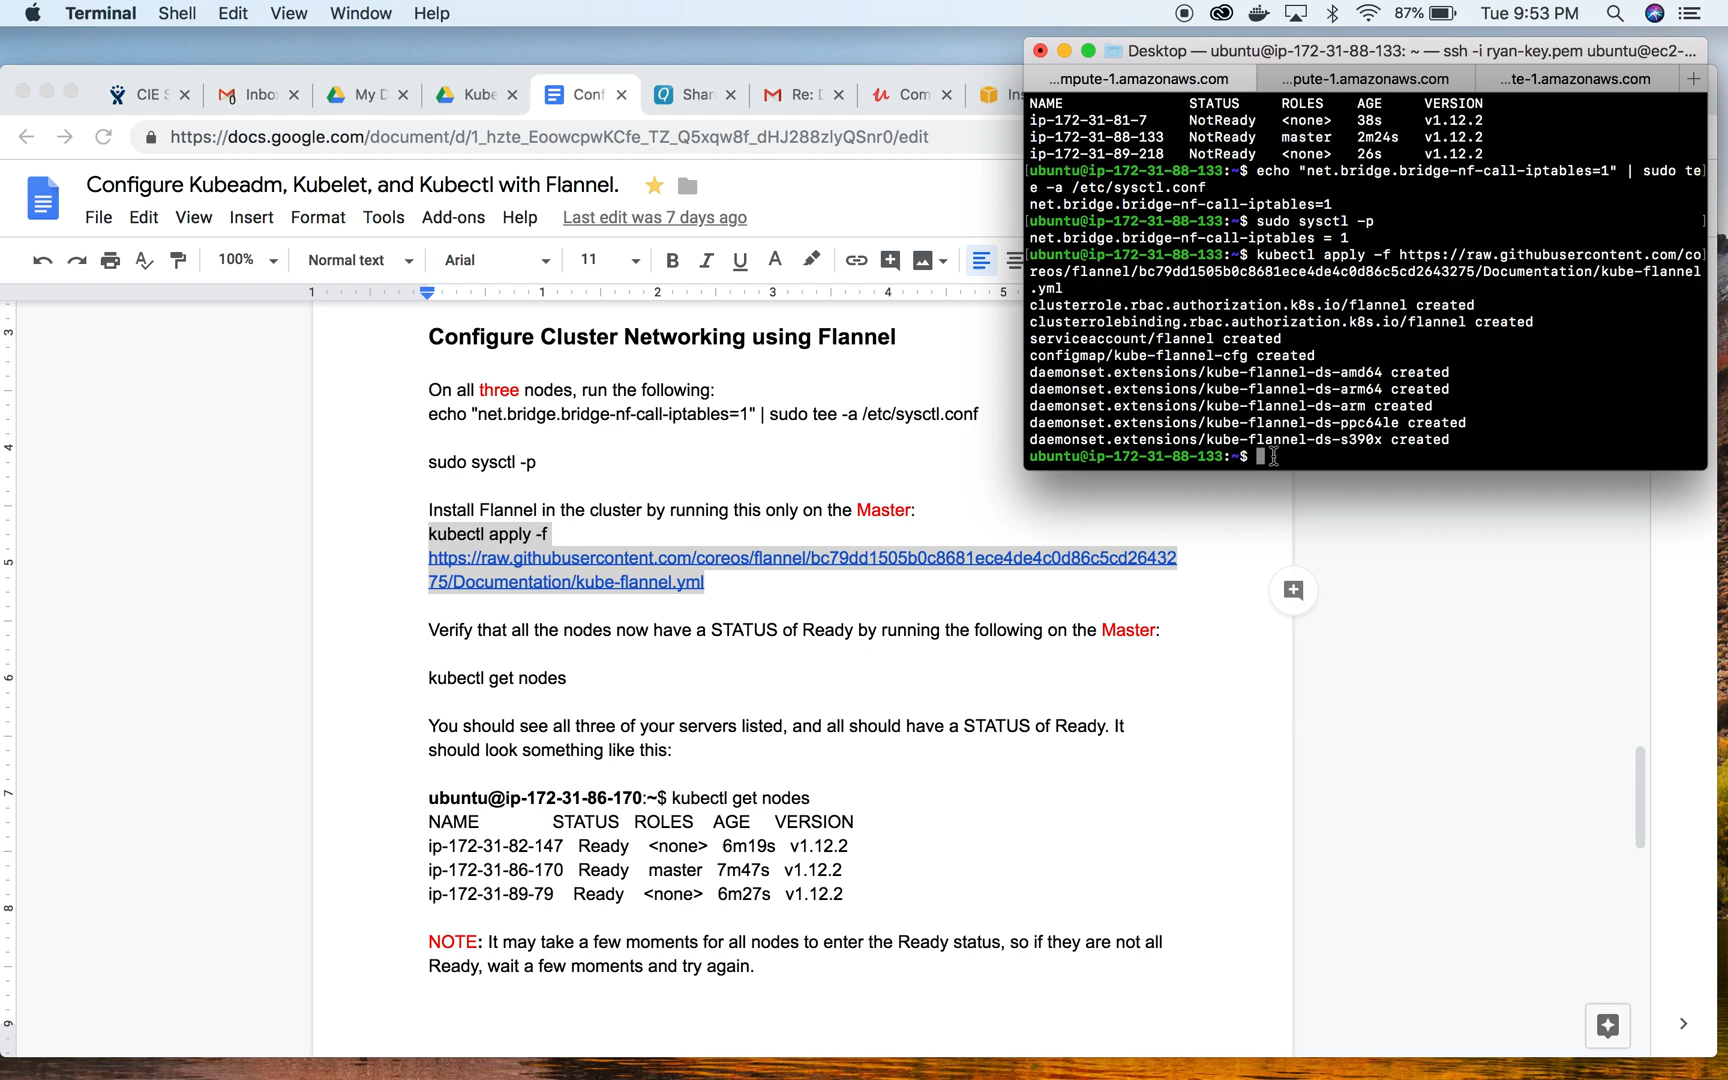 Terminal Shell Edit View Window Help 87% Tue 9:53 PM
Desktop — ubuntu@ip-172-31-88-133: ~ — ssh -i ryan-key.pem ubuntu@ec2-...
...mpute-1.amazonaws.com ...pute-1.amazonaws.com ...te-1.amazonaws.com
CIE S Inbo My D Kube Conf Shar Re: D Com Ins
https://docs.google.com/document/d/1_hzte_EoowcpwKCfe_TZ_Q5xqw8f_dHJ288zlyQSnr0/edit
Configure Kubeadm, Kubelet, and Kubectl with Flannel.
File Edit View Insert Format Tools Add-ons Help Last edit was 7 days ago
100% Normal text Arial 11 B I U A
1 1 2 3 4 5
NAME STATUS ROLES AGE VERSION
ip-172-31-81-7 NotReady <none> 38s v1.12.2
ip-172-31-88-133 NotReady master 2m24s v1.12.2
ip-172-31-89-218 NotReady <none> 26s v1.12.2
[ubuntu@ip-172-31-88-133:~$ echo "net.bridge.bridge-nf-call-iptables=1" | sudo te]
e -a /etc/sysctl.conf
net.bridge.bridge-nf-call-iptables=1
[ubuntu@ip-172-31-88-133:~$ sudo sysctl -p ]
net.bridge.bridge-nf-call-iptables = 1
[ubuntu@ip-172-31-88-133:~$ kubectl apply -f https://raw.githubusercontent.com/co]
reos/flannel/bc79dd1505b0c8681ece4de4c0d86c5cd2643275/Documentation/kube-flannel
.yml
clusterrole.rbac.authorization.k8s.io/flannel created
clusterrolebinding.rbac.authorization.k8s.io/flannel created
serviceaccount/flannel created
configmap/kube-flannel-cfg created
daemonset.extensions/kube-flannel-ds-amd64 created
daemonset.extensions/kube-flannel-ds-arm64 created
daemonset.extensions/kube-flannel-ds-arm created
daemonset.extensions/kube-flannel-ds-ppc64le created
daemonset.extensions/kube-flannel-ds-s390x created
ubuntu@ip-172-31-88-133:~$
3
4
5
6
7
8
9
Configure Cluster Networking using Flannel
On all three nodes, run the following:
echo "net.bridge.bridge-nf-call-iptables=1" | sudo tee -a /etc/sysctl.conf
sudo sysctl -p
Install Flannel in the cluster by running this only on the Master:
kubectl apply -f
https://raw.githubusercontent.com/coreos/flannel/bc79dd1505b0c8681ece4de4c0d86c5cd26432
75/Documentation/kube-flannel.yml
Verify that all the nodes now have a STATUS of Ready by running the following on the Master:
kubectl get nodes
You should see all three of your servers listed, and all should have a STATUS of Ready. It
should look something like this:
ubuntu@ip-172-31-86-170:~$ kubectl get nodes
NAME STATUS ROLES AGE VERSION
ip-172-31-82-147 Ready <none> 6m19s v1.12.2
ip-172-31-86-170 Ready master 7m47s v1.12.2
ip-172-31-89-79 Ready <none> 6m27s v1.12.2
NOTE: It may take a few moments for all nodes to enter the Ready status, so if they are not all
Ready, wait a few moments and try again.